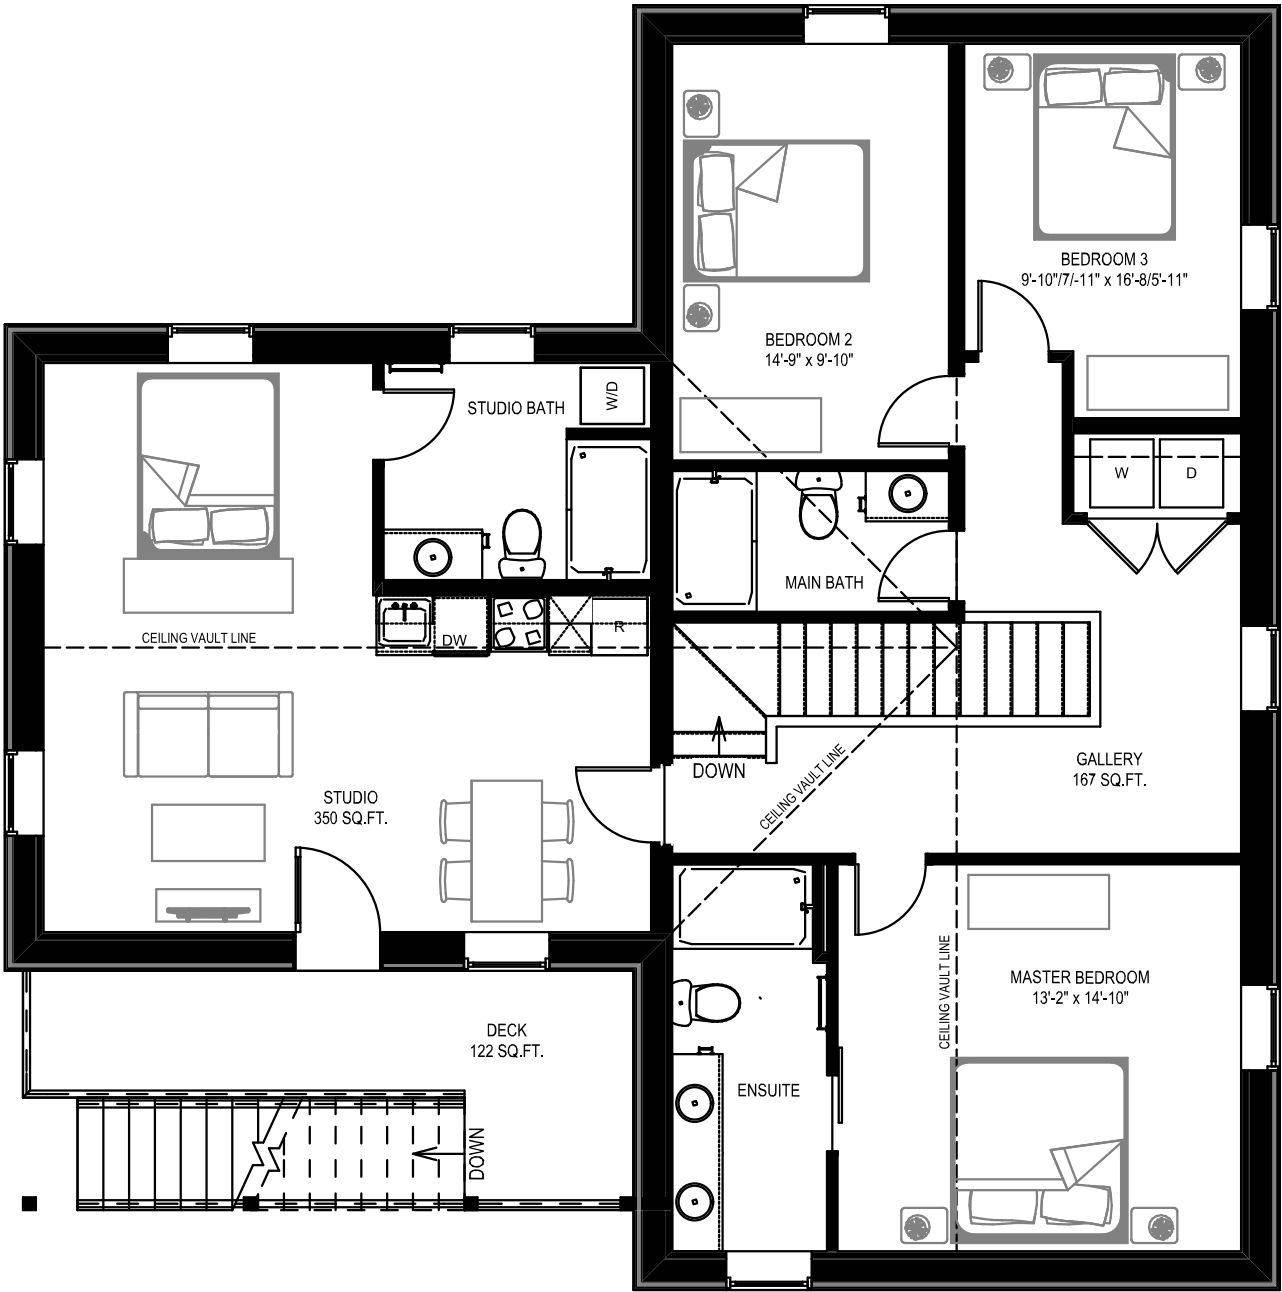 BEDROOM 3
9'-10"/7/-11" x 16'-8/5'-11"
BEDROOM 2
14'-9" x 9'-10"
STUDIO BATH
W/D
W
D
MAIN BATH
CEILING VAULT LINE
DW
R
DOWN
CEILING VAULT LINE
GALLERY
167 SQ.FT.
STUDIO
350 SQ.FT.
CEILING VAULT LINE
MASTER BEDROOM
13'-2" x 14'-10"
DECK
122 SQ.FT.
ENSUITE
DOWN